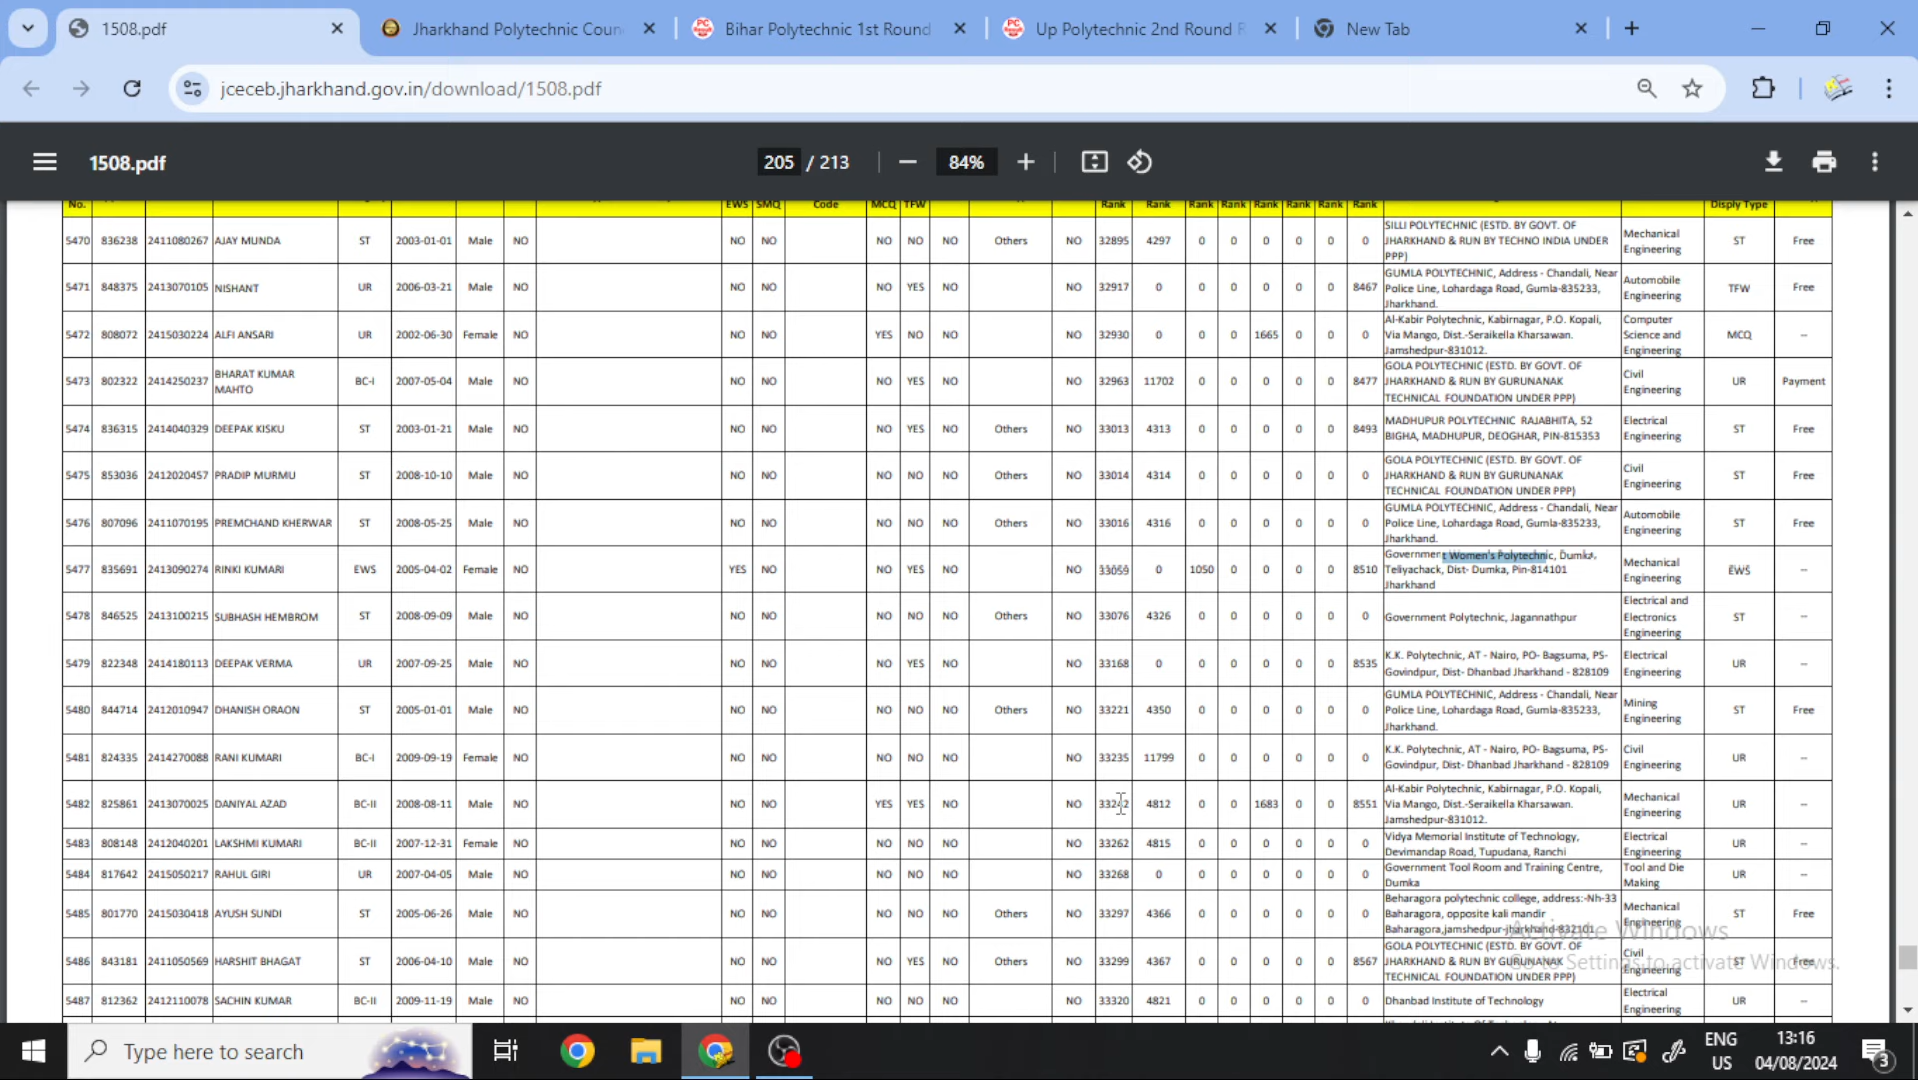 1508.pdf
Jharkhand Polytechnic Coun
Bihar Polytechnic 1st Round
Up Polytechnic 2nd Round R
New Tab
jceceb.jharkhand.gov.in/download/1508.pdf
1508.pdf
205 / 213
84%
No. EWS SMQ Code MCQ TFW Rank Rank Rank Rank Rank Rank Rank Rank Disply Type
5470 836238 2411080267 AJAY MUNDA ST 2003-01-01 Male NO NO NO NO NO NO Others NO 32895 4297 0 0 0 0 0 0 SILLI POLYTECHNIC (ESTD. BY GOVT. OF Mechanical ST Free
JHARKHAND & RUN BY TECHNO INDIA UNDER Engineering
PPP)
5471 848375 2413070105 NISHANT UR 2006-03-21 Male NO NO NO NO YES NO NO 32917 0 0 0 0 0 0 8467 GUMLA POLYTECHNIC, Address - Chandali, Near Automobile TFW Free
Police Line, Lohardaga Road, Gumla-835233, Engineering
Jharkhand.
5472 808072 2415030224 ALFI ANSARI UR 2002-06-30 Female NO NO NO YES NO NO NO 32930 0 0 0 1665 0 0 0 Al-Kabir Polytechnic, Kabirnagar, P.O. Kopali, Computer MCQ --
Via Mango, Dist.-Seraikella Kharsawan. Science and
Jamshedpur-831012. Engineering
5473 802322 2414250237 BHARAT KUMAR BC-I 2007-05-04 Male NO NO NO NO YES NO NO 32963 11702 0 0 0 0 0 8477 GOLA POLYTECHNIC (ESTD. BY GOVT. OF Civil UR Payment
MAHTO JHARKHAND & RUN BY GURUNANAK Engineering
TECHNICAL FOUNDATION UNDER PPP)
5474 836315 2414040329 DEEPAK KISKU ST 2003-01-21 Male NO NO NO NO YES NO Others NO 33013 4313 0 0 0 0 0 8493 MADHUPUR POLYTECHNIC RAJABHITA, 52 Electrical ST Free
BIGHA, MADHUPUR, DEOGHAR, PIN-815353 Engineering
5475 853036 2412020457 PRADIP MURMU ST 2008-10-10 Male NO NO NO NO NO NO Others NO 33014 4314 0 0 0 0 0 0 GOLA POLYTECHNIC (ESTD. BY GOVT. OF Civil ST Free
JHARKHAND & RUN BY GURUNANAK Engineering
TECHNICAL FOUNDATION UNDER PPP)
5476 807096 2411070195 PREMCHAND KHERWAR ST 2008-05-25 Male NO NO NO NO NO NO Others NO 33016 4316 0 0 0 0 0 0 GUMLA POLYTECHNIC, Address - Chandali, Near Automobile ST Free
Police Line, Lohardaga Road, Gumla-835233, Engineering
Jharkhand.
5477 835691 2413090274 RINKI KUMARI EWS 2005-04-02 Female NO YES NO NO YES NO NO 33059 0 1050 0 0 0 0 8510 Government Women's Polytechnic, Dumka, Mechanical EWS --
Teliyachack, Dist- Dumka, Pin-814101 Engineering
Jharkhand
5478 846525 2413100215 SUBHASH HEMBROM ST 2008-09-09 Male NO NO NO NO NO NO Others NO 33076 4326 0 0 0 0 0 0 Government Polytechnic, Jagannathpur Electrical and ST --
Electronics
Engineering
5479 822348 2414180113 DEEPAK VERMA UR 2007-09-25 Male NO NO NO NO YES NO NO 33168 0 0 0 0 0 0 8535 K.K. Polytechnic, AT - Nairo, PO- Bagsuma, PS- Electrical UR --
Govindpur, Dist- Dhanbad Jharkhand - 828109 Engineering
5480 844714 2412010947 DHANISH ORAON ST 2005-01-01 Male NO NO NO NO NO NO Others NO 33221 4350 0 0 0 0 0 0 GUMLA POLYTECHNIC, Address - Chandali, Near Mining ST Free
Police Line, Lohardaga Road, Gumla-835233, Engineering
Jharkhand.
5481 824335 2414270088 RANI KUMARI BC-I 2009-09-19 Female NO NO NO NO NO NO NO 33235 11799 0 0 0 0 0 0 K.K. Polytechnic, AT - Nairo, PO- Bagsuma, PS- Civil UR --
Govindpur, Dist- Dhanbad Jharkhand - 828109 Engineering
5482 825861 2413070025 DANIYAL AZAD BC-II 2008-08-11 Male NO NO NO YES YES NO NO 33242 4812 0 0 1683 0 0 8551 Al-Kabir Polytechnic, Kabirnagar, P.O. Kopali, Mechanical UR --
Via Mango, Dist.-Seraikella Kharsawan. Engineering
Jamshedpur-831012.
5483 808148 2412040201 LAKSHMI KUMARI BC-II 2007-12-31 Female NO NO NO NO NO NO NO 33262 4815 0 0 0 0 0 0 Vidya Memorial Institute of Technology, Electrical UR --
Devimandap Road, Tupudana, Ranchi Engineering
5484 817642 2415050217 RAHUL GIRI UR 2007-04-05 Male NO NO NO NO NO NO NO 33268 0 0 0 0 0 0 0 Government Tool Room and Training Centre, Tool and Die UR --
Dumka Making
5485 801770 2415030418 AYUSH SUNDI ST 2005-06-26 Male NO NO NO NO NO NO Others NO 33297 4366 0 0 0 0 0 0 Beharagora polytechnic college, address:-Nh-33 Mechanical ST Free
Baharagora, opposite kali mandir Engineering
Baharagora,jamshedpur-jharkhand-832101
5486 843181 2411050569 HARSHIT BHAGAT ST 2006-04-10 Male NO NO NO NO YES NO Others NO 33299 4367 0 0 0 0 0 8567 GOLA POLYTECHNIC (ESTD. BY GOVT. OF Civil ST Free
JHARKHAND & RUN BY GURUNANAK Engineering
TECHNICAL FOUNDATION UNDER PPP)
5487 812362 2412110078 SACHIN KUMAR BC-II 2009-11-19 Male NO NO NO NO NO NO NO 33320 4821 0 0 0 0 0 0 Dhanbad Institute of Technology Electrical UR --
Engineering
Activate Windows
Go to Settings to activate Windows.
Type here to search
ENG
US
13:16
04/08/2024
3